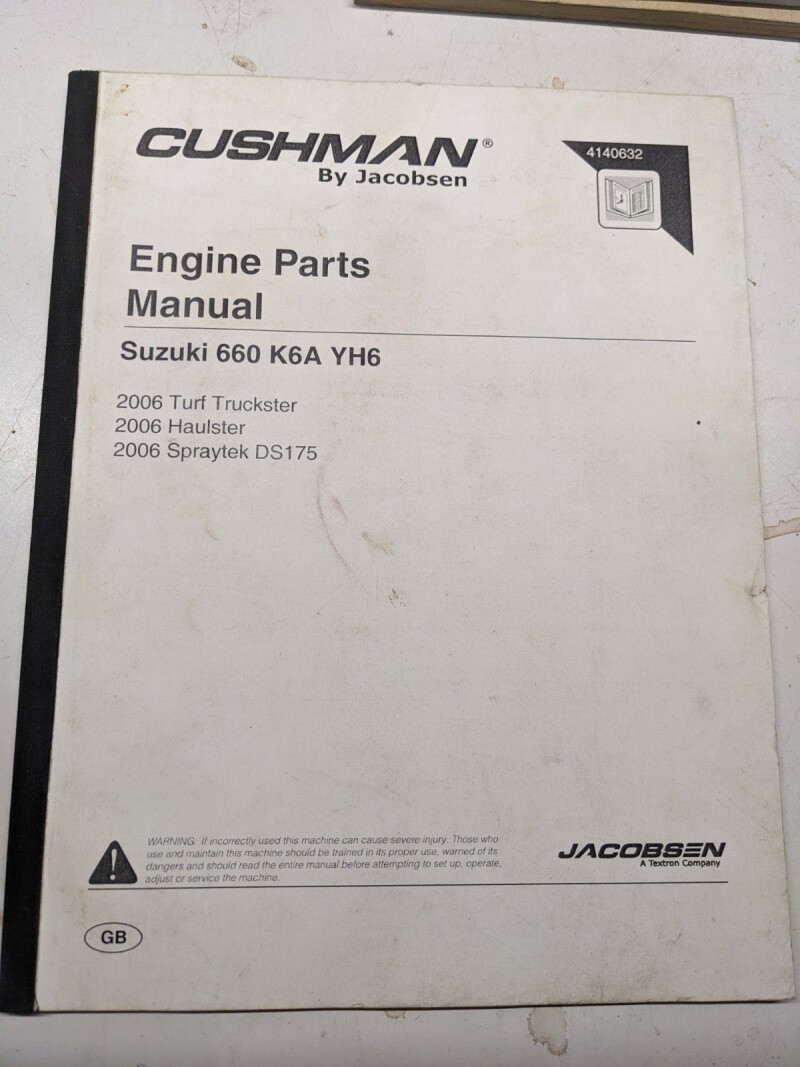 CUSHMAN®
By Jacobsen
4140632
Engine Parts
Manual
Suzuki 660 K6A YH6
2006 Turf Truckster
2006 Haulster
2006 Spraytek DS175
WARNING: If incorrectly used this machine can cause severe injury. Those who
use and maintain this machine should be trained in its proper use, warned of its
dangers and should read the entire manual before attempting to set up, operate,
adjust or service the machine.
JACOBSEN
A Textron Company
GB